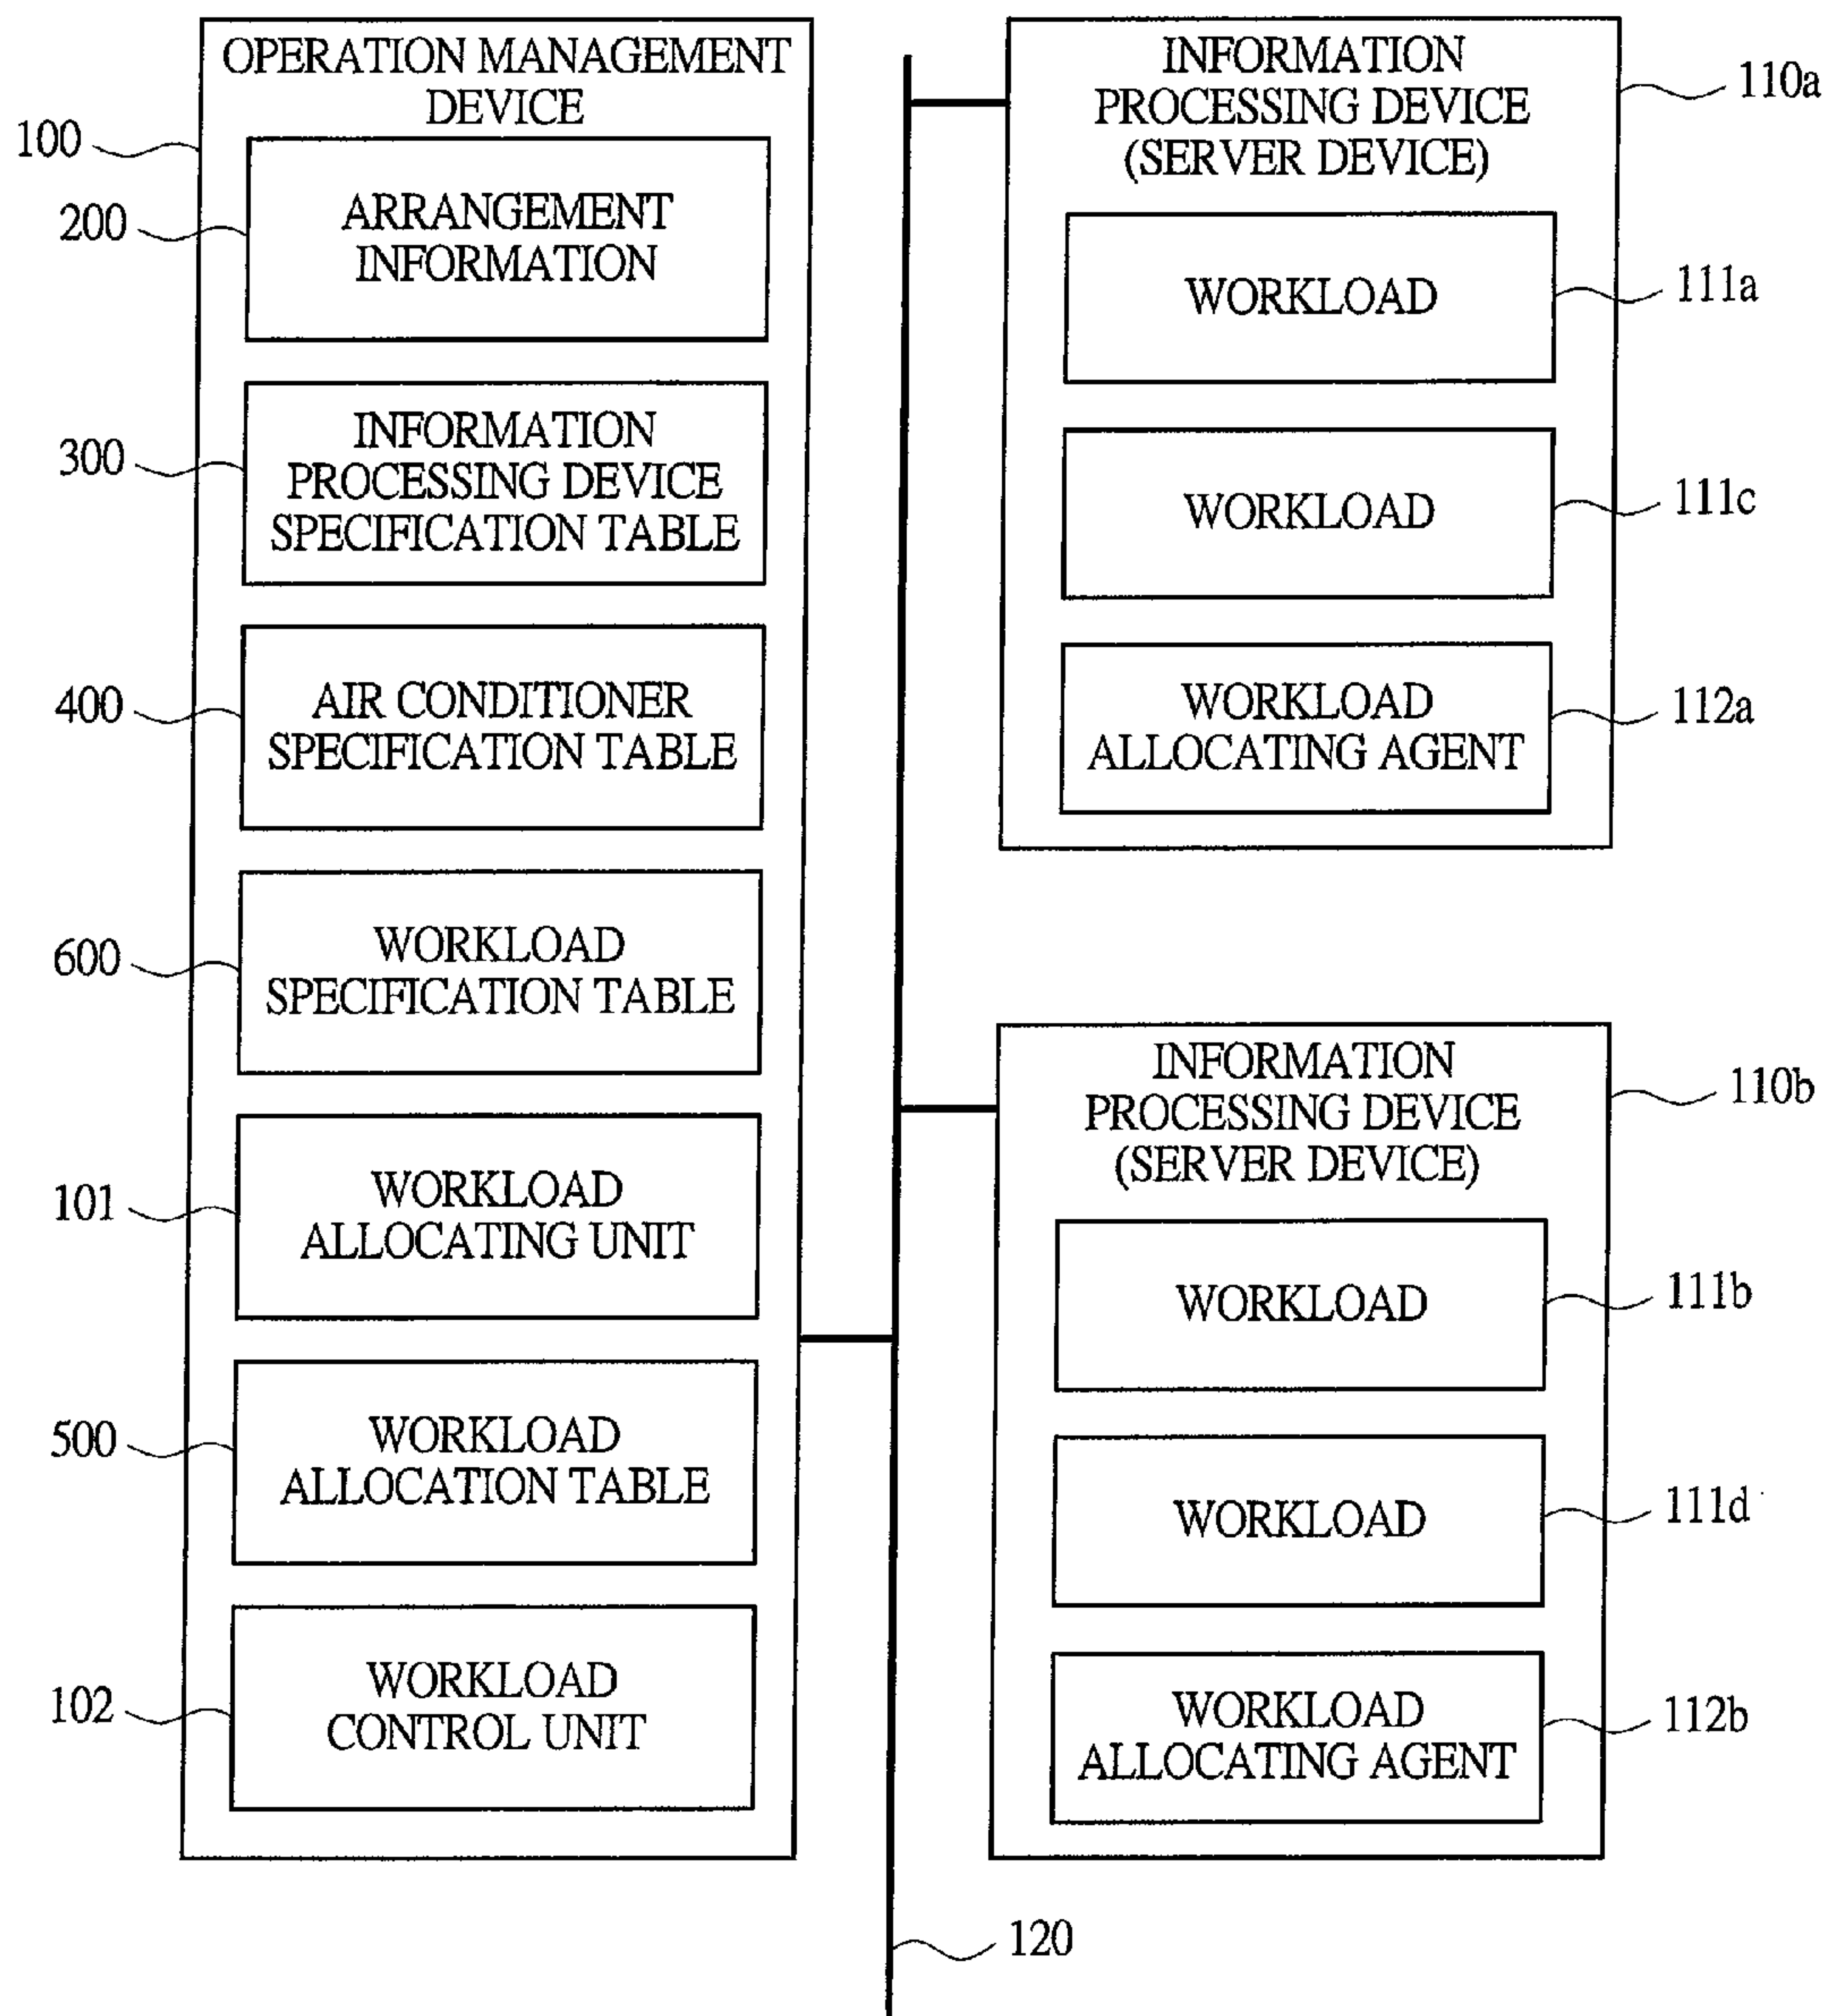 OPERATION MANAGEMENT
DEVICE
100
200
ARRANGEMENT
INFORMATION
300
INFORMATION
PROCESSING DEVICE
SPECIFICATION TABLE
400
AIR CONDITIONER
SPECIFICATION TABLE
600
WORKLOAD
SPECIFICATION TABLE
101
WORKLOAD
ALLOCATING UNIT
500
WORKLOAD
ALLOCATION TABLE
102
WORKLOAD
CONTROL UNIT
INFORMATION
PROCESSING DEVICE
(SERVER DEVICE)
110a
WORKLOAD
111a
WORKLOAD
111c
WORKLOAD
ALLOCATING AGENT
112a
INFORMATION
PROCESSING DEVICE
(SERVER DEVICE)
110b
WORKLOAD
111b
WORKLOAD
111d
WORKLOAD
ALLOCATING AGENT
112b
120